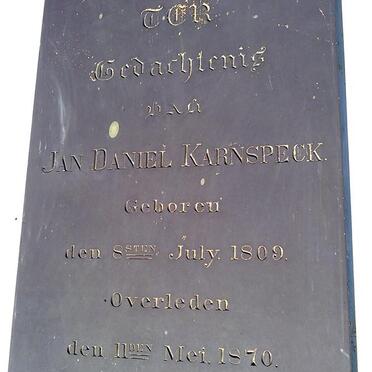 TER
Gedachtenis
VAN
JAN DANIEL KARNSPECK.
Geboren
den 8STEN July. 1809.
Overleden
den 11DEN Mei. 1870.